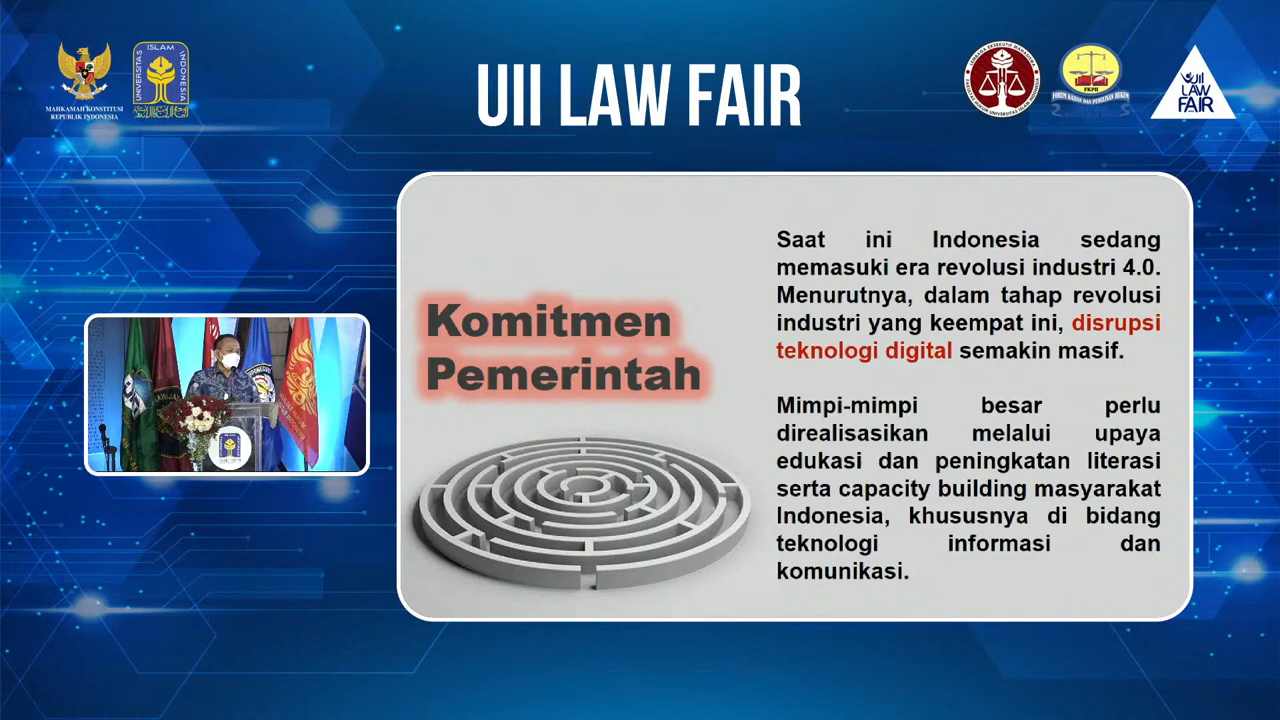 MAHKAMAH KONSTITUSI
REPUBLIK INDONESIA
UNIVERSITAS ISLAM INDONESIA
UII LAW FAIR
FKPH
UII
LAW
FAIR
Komitmen
Pemerintah
Saat ini Indonesia sedang
memasuki era revolusi industri 4.0.
Menurutnya, dalam tahap revolusi
industri yang keempat ini, disrupsi
teknologi digital semakin masif.
Mimpi-mimpi besar perlu
direalisasikan melalui upaya
edukasi dan peningkatan literasi
serta capacity building masyarakat
Indonesia, khususnya di bidang
teknologi informasi dan
komunikasi.